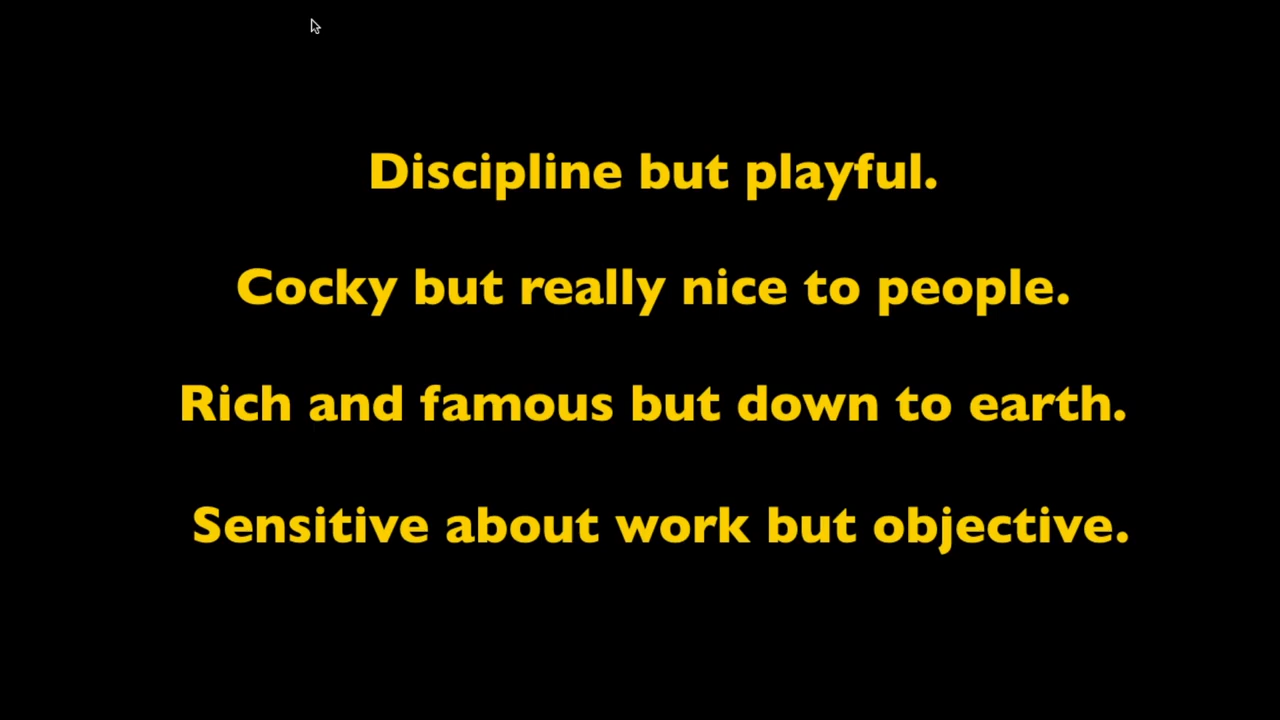 Discipline but playful.
Cocky but really nice to people.
Rich and famous but down to earth.
Sensitive about work but objective.